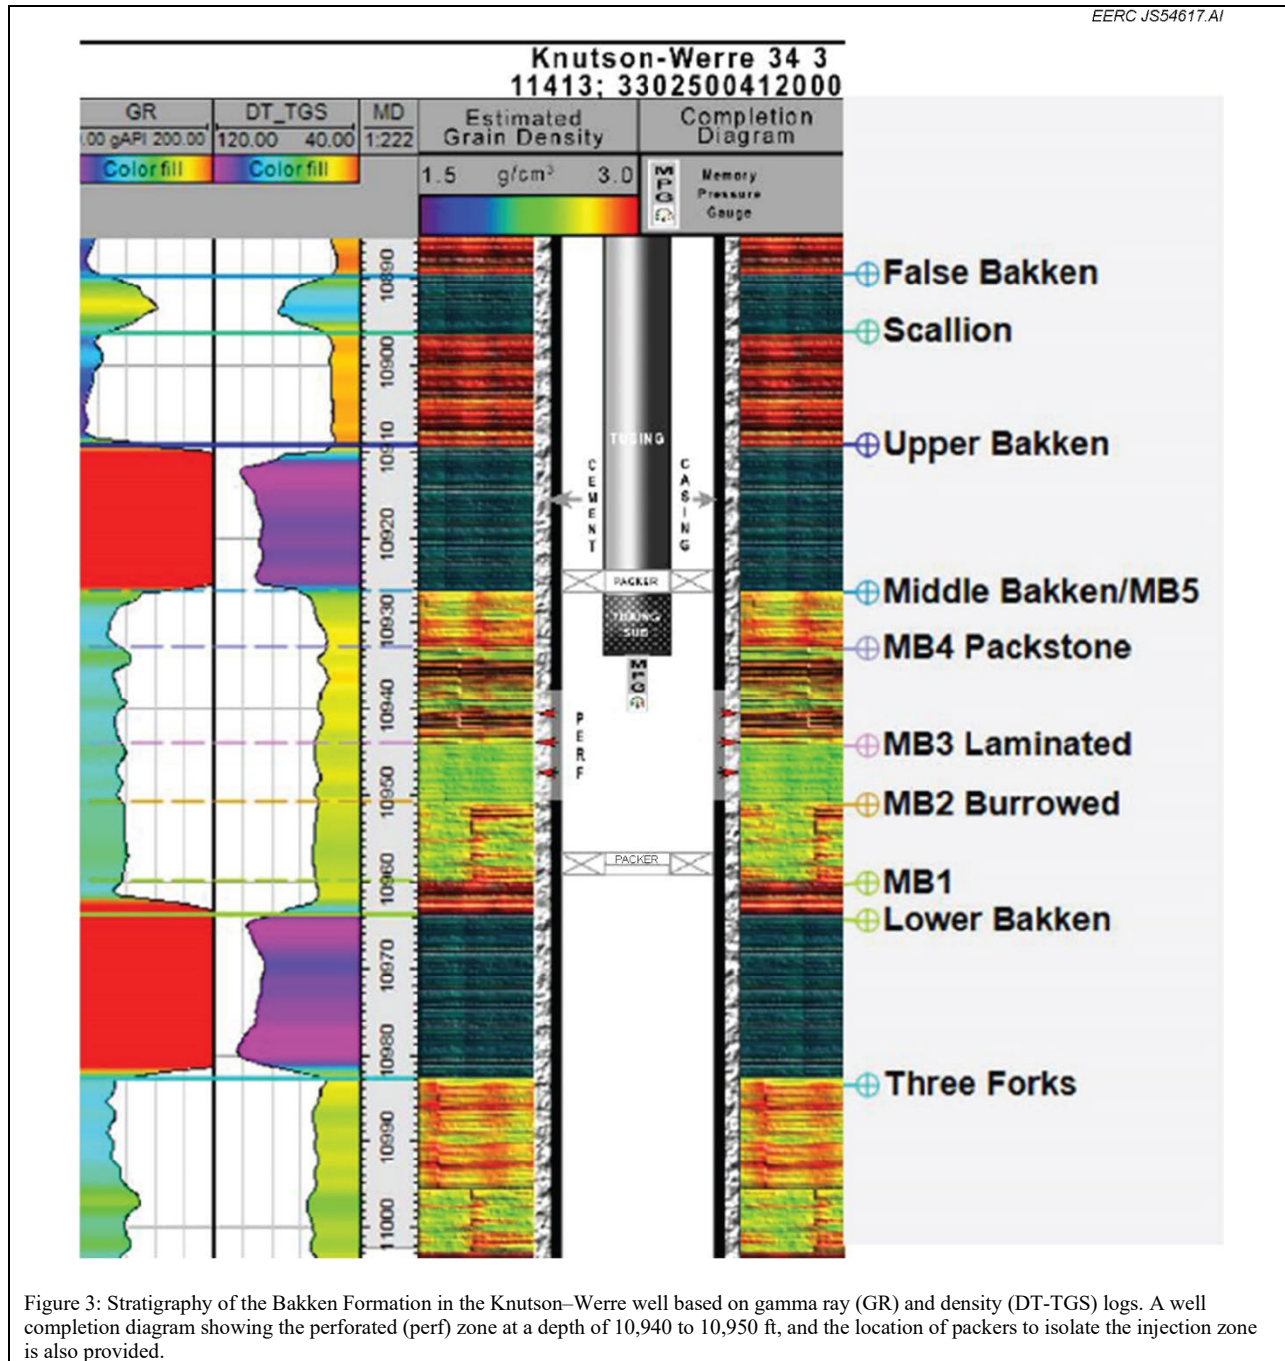 EERC JS54617.AI
Knutson-Werre 34 3
11413; 3302500412000
GR
DT_TGS
MD
Estimated
Grain Density
Completion
Diagram
.00 gAPI 200.00
120.00 40.00
1:222
Color fill
Color fill
1.5 g/cm³ 3.0
MPG
Memory
Pressure
Gauge
10890
10900
10910
10920
10930
10940
10950
10960
10970
10980
10990
11000
TUBING
CEMENT
CASING
PACKER
TUBING
SUB
MPG
PERF
PACKER
False Bakken
Scallion
Upper Bakken
Middle Bakken/MB5
MB4 Packstone
MB3 Laminated
MB2 Burrowed
MB1
Lower Bakken
Three Forks
Figure 3: Stratigraphy of the Bakken Formation in the Knutson–Werre well based on gamma ray (GR) and density (DT-TGS) logs. A well
completion diagram showing the perforated (perf) zone at a depth of 10,940 to 10,950 ft, and the location of packers to isolate the injection zone
is also provided.